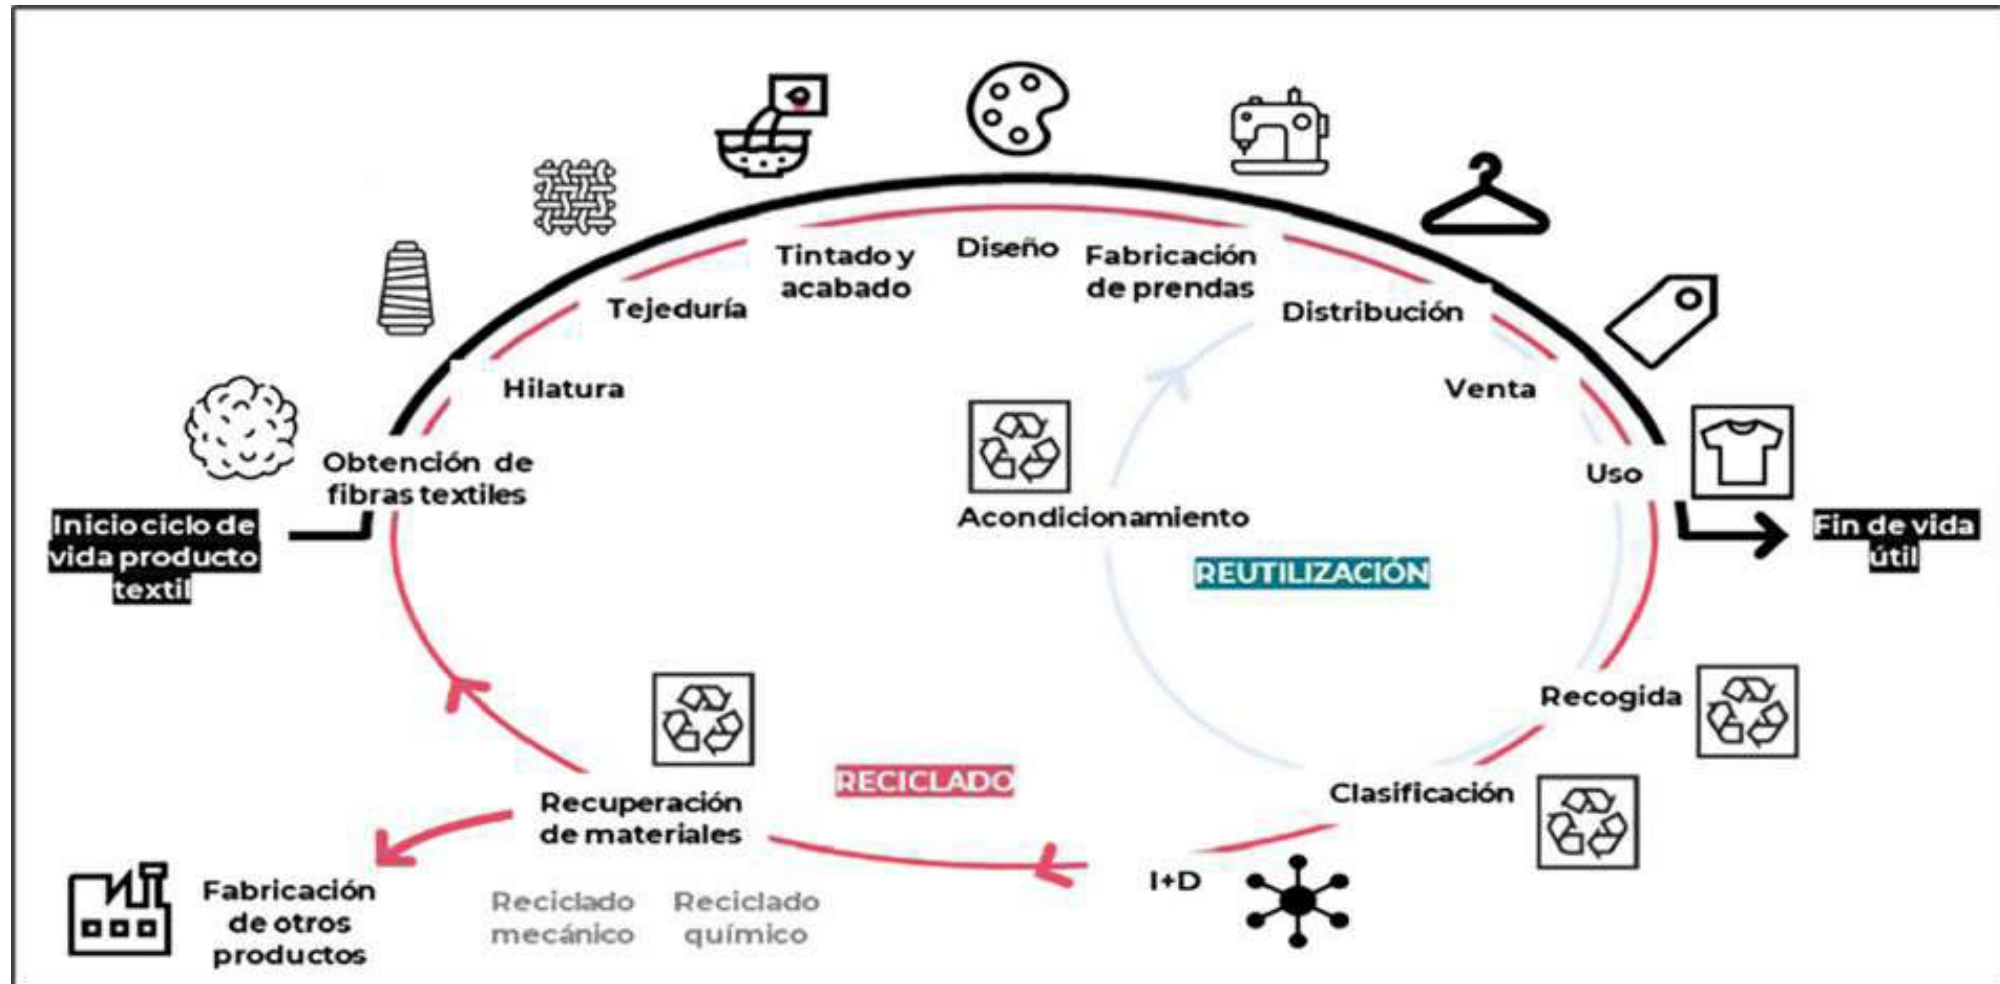 Inicio ciclo de
vida producto
textil
Obtención de
fibras textiles
Hilatura
Tejeduría
Tintado y
acabado
Diseño
Fabricación
de prendas
Distribución
Venta
Uso
Fin de vida
útil
Recogida
Clasificación
Acondicionamiento
REUTILIZACIÓN
I+D
RECICLADO
Recuperación
de materiales
Reciclado
mecánico
Reciclado
químico
Fabricación
de otros
productos